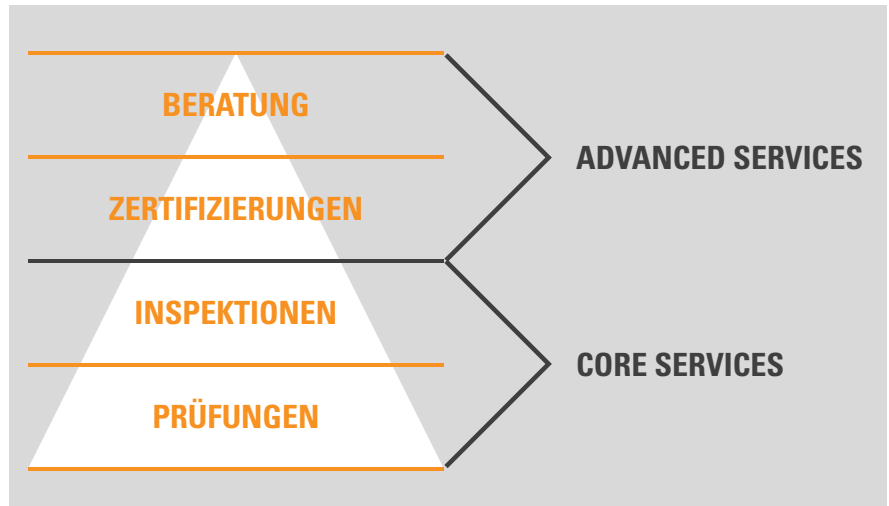 BERATUNG
ZERTIFIZIERUNGEN
ADVANCED SERVICES
INSPEKTIONEN
PRÜFUNGEN
CORE SERVICES